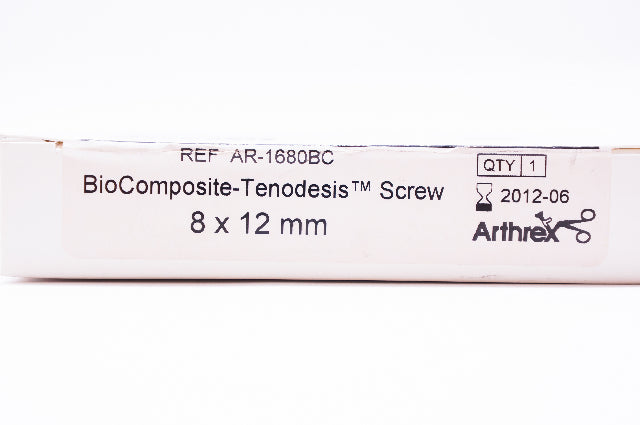 REF AR-1680BC
BioComposite-Tenodesis™ Screw
8 x 12 mm
QTY 1
2012-06
Arthrex